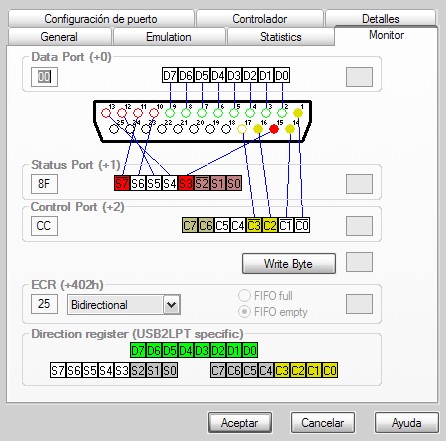 Configuración de puerto Controlador Detalles
General Emulation Statistics Monitor
Data Port (+0)
00 D7 D6 D5 D4 D3 D2 D1 D0
13 12 11 10 9 8 7 6 5 4 3 2 1
25 24 23 22 21 20 19 18 17 16 15 14
Status Port (+1)
8F S7 S6 S5 S4 S3 S2 S1 S0
Control Port (+2)
CC C7 C6 C5 C4 C3 C2 C1 C0
Write Byte
ECR (+402h)
25 Bidirectional FIFO full
FIFO empty
Direction register (USB2LPT specific)
D7 D6 D5 D4 D3 D2 D1 D0
S7 S6 S5 S4 S3 S2 S1 S0 C7 C6 C5 C4 C3 C2 C1 C0
Aceptar Cancelar Ayuda